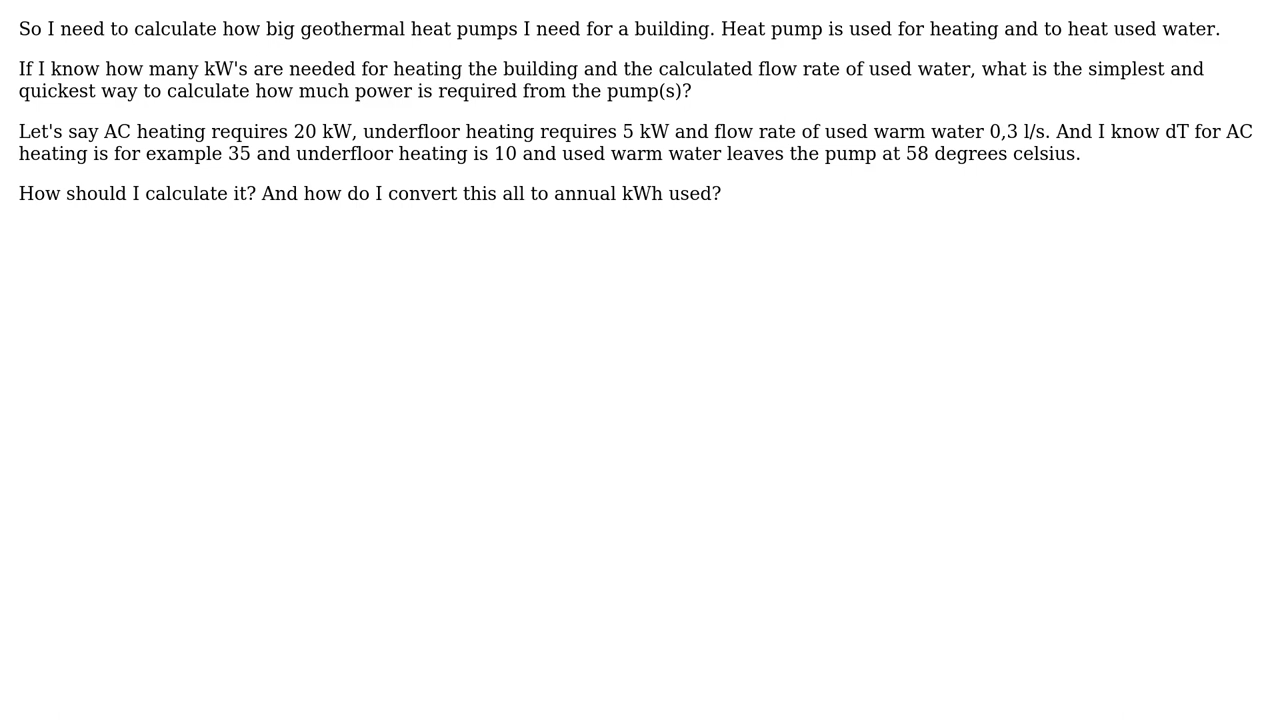 So I need to calculate how big geothermal heat pumps I need for a building. Heat pump is used for heating and to heat used water.
If I know how many kW's are needed for heating the building and the calculated flow rate of used water, what is the simplest and
quickest way to calculate how much power is required from the pump(s)?
Let's say AC heating requires 20 kW, underfloor heating requires 5 kW and flow rate of used warm water 0,3 l/s. And I know dT for AC
heating is for example 35 and underfloor heating is 10 and used warm water leaves the pump at 58 degrees celsius.
How should I calculate it? And how do I convert this all to annual kWh used?